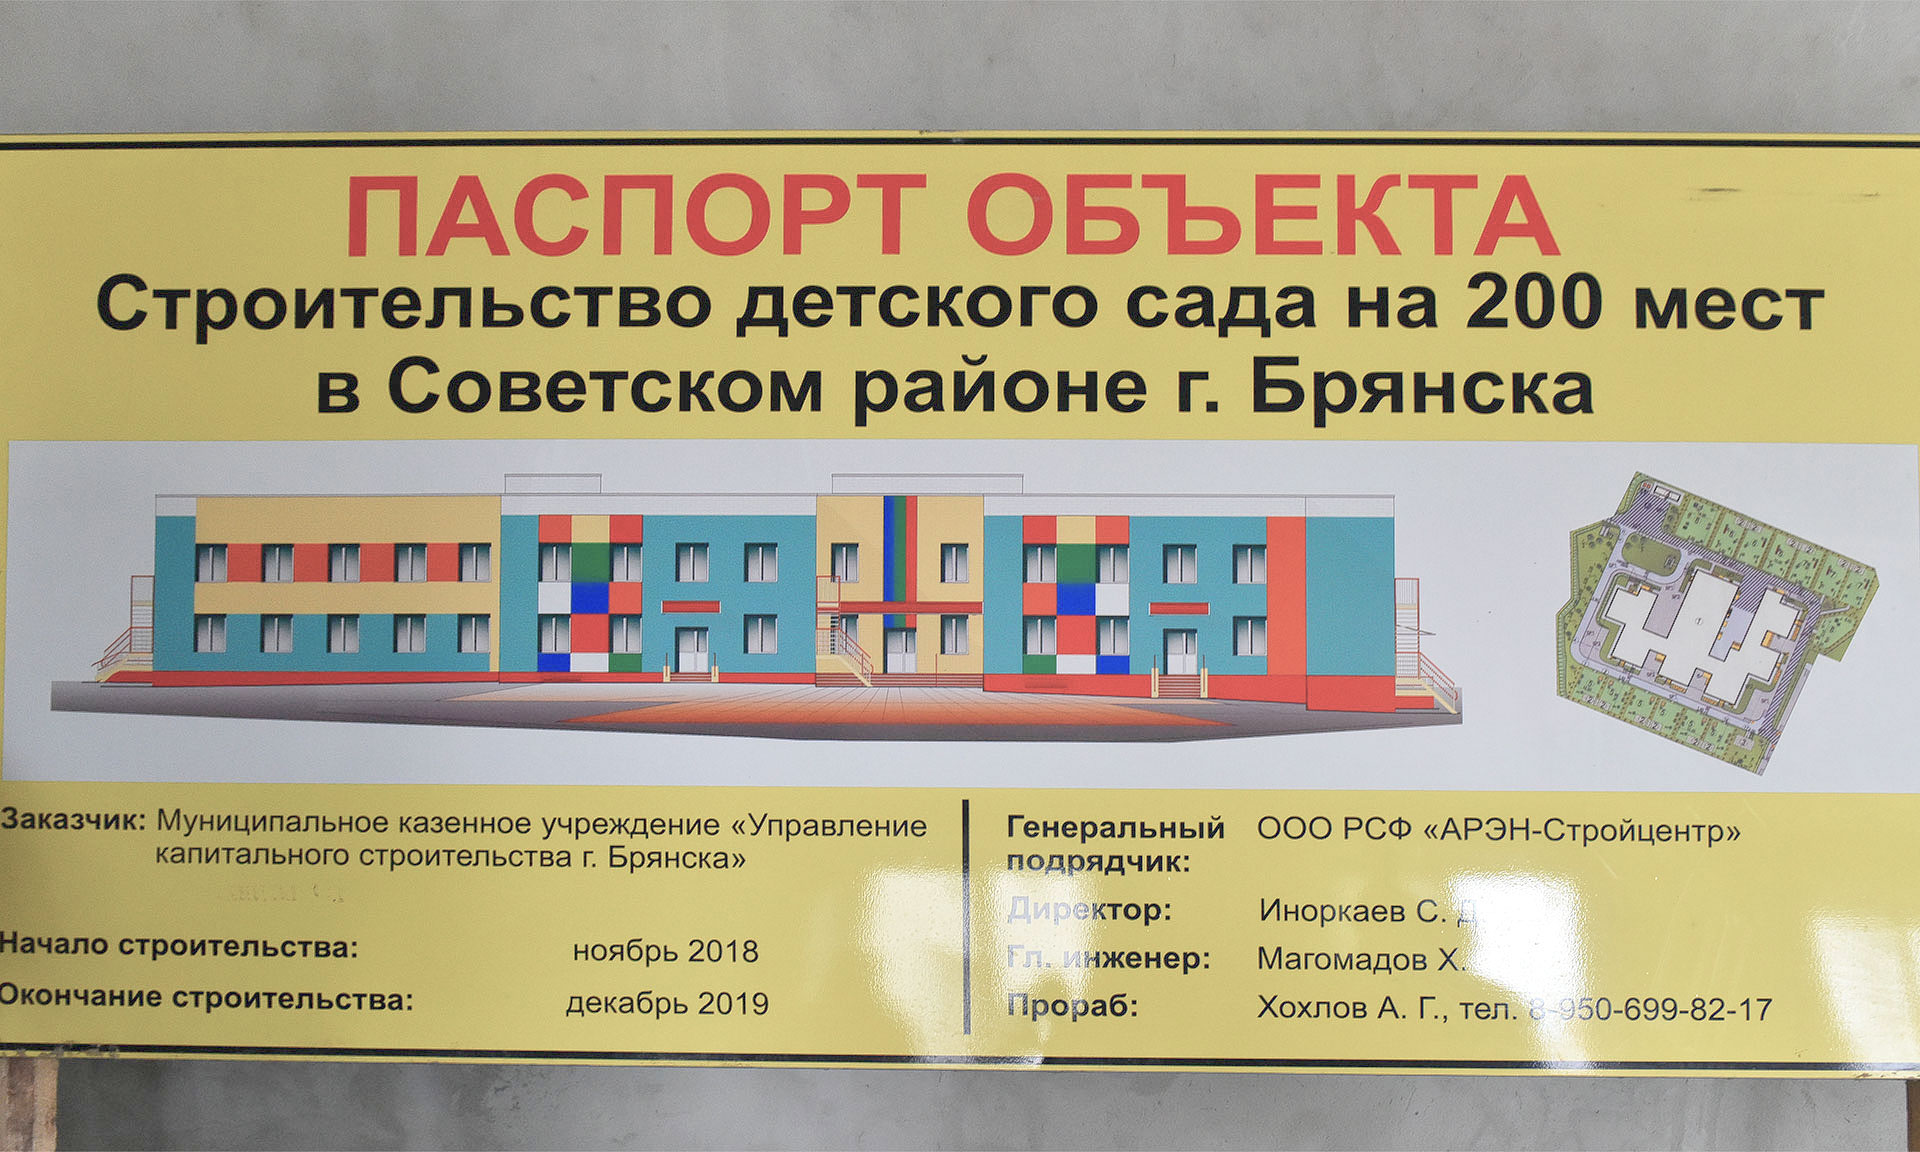 ПАСПОРТ ОБЪЕКТА
Строительство детского сада на 200 мест
в Советском районе г. Брянска
Заказчик: Муниципальное казенное учреждение «Управление
капитального строительства г. Брянска»
Начало строительства: ноябрь 2018
Окончание строительства: декабрь 2019
Генеральный ООО РСФ «АРЭН-Стройцентр»
подрядчик:
Директор: Иноркаев С. Д.
Гл. инженер: Магомадов Х.
Прораб: Хохлов А. Г., тел. 8-950-699-82-17